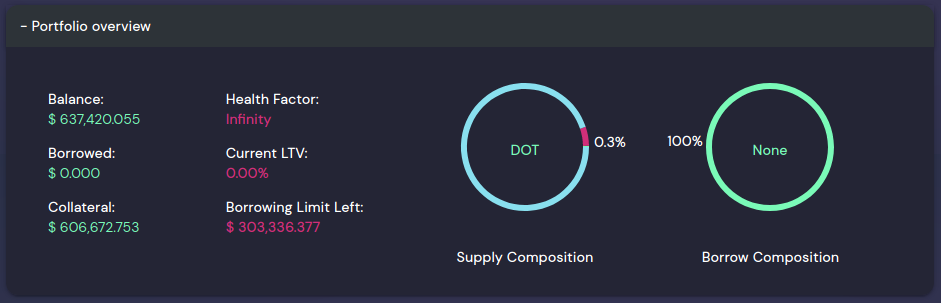 - Portfolio overview
Balance:
$ 637,420.055
Borrowed:
$ 0.000
Collateral:
$ 606,672.753
Health Factor:
Infinity
Current LTV:
0.00%
Borrowing Limit Left:
$ 303,336.377
DOT
0.3%
Supply Composition
100%
None
Borrow Composition